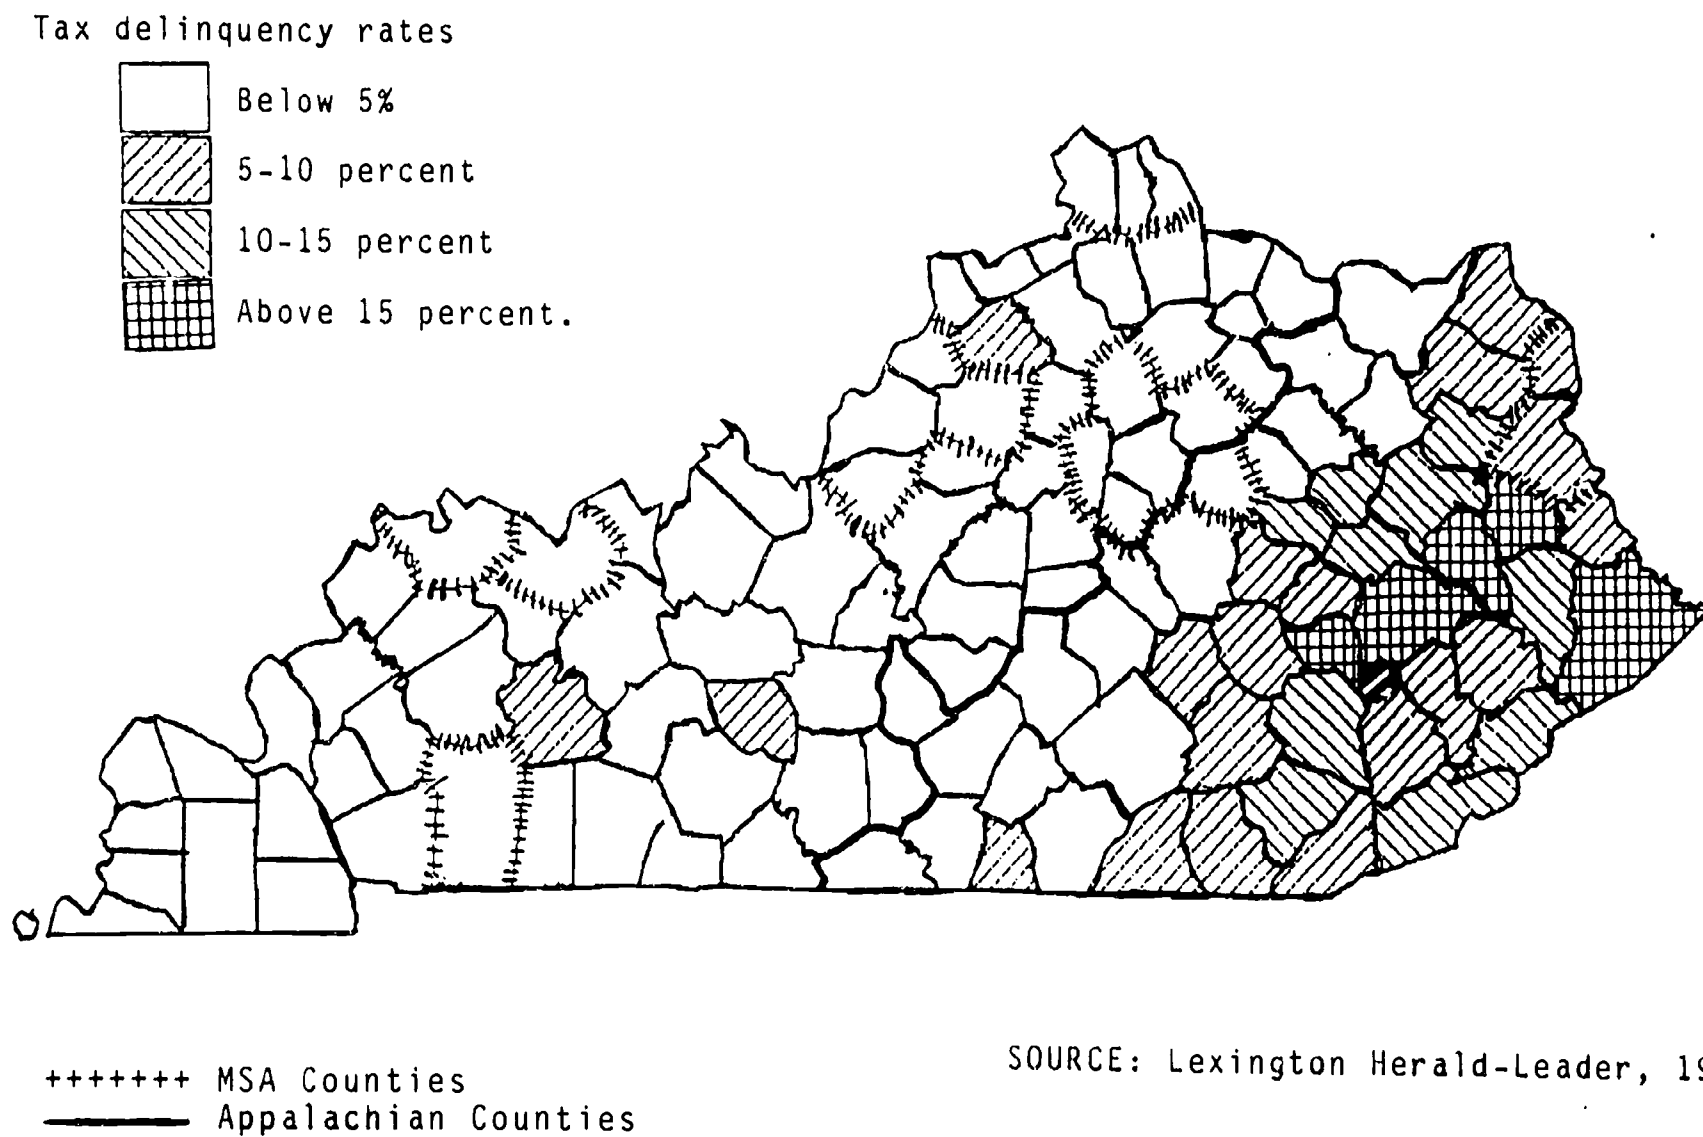 Tax delinquency rates
Below 5%
5-10 percent
10-15 percent
Above 15 percent.
+++++++ MSA Counties
Appalachian Counties
SOURCE: Lexington Herald-Leader, 19